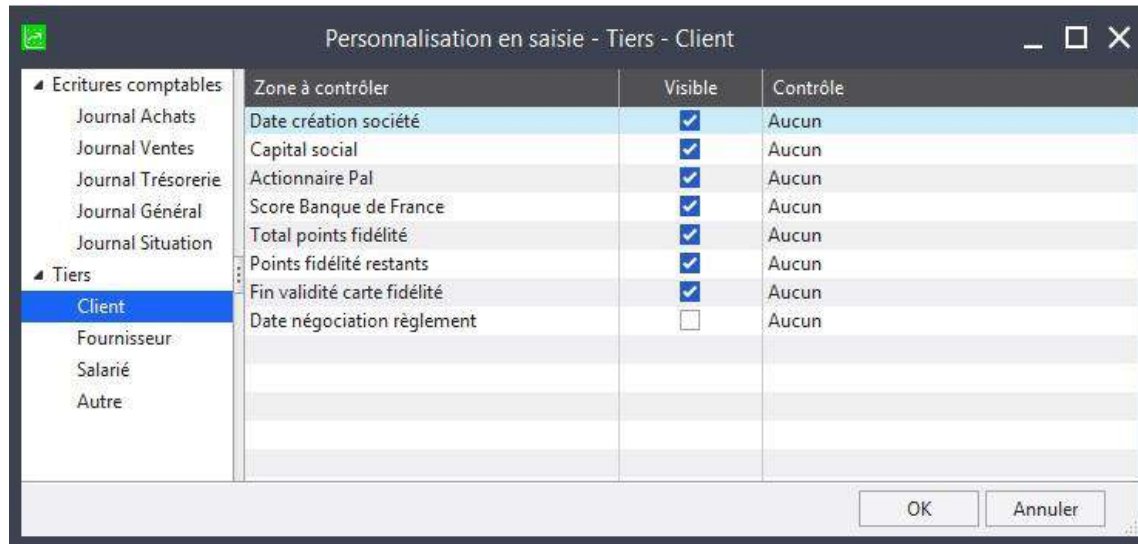 Personnalisation en saisie - Tiers - Client
Ecritures comptables
Journal Achats
Journal Ventes
Journal Trésorerie
Journal Général
Journal Situation
Tiers
Client
Fournisseur
Salarié
Autre
Zone à contrôler Visible Contrôle
Date création société Aucun
Capital social Aucun
Actionnaire Pal Aucun
Score Banque de France Aucun
Total points fidélité Aucun
Points fidélité restants Aucun
Fin validité carte fidélité Aucun
Date négociation règlement Aucun
OK Annuler